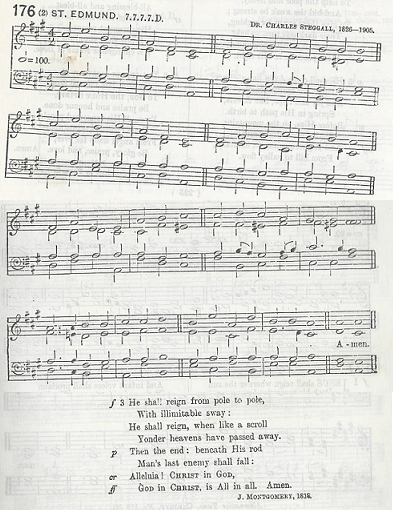 176 (2) ST. EDMUND. 7.7.7.7.D.
DR. CHARLES STEGGALL, 1826—1905.
=100.
A - men.
f 3 He shall reign from pole to pole,
With illimitable sway:
He shall reign, when like a scroll
Yonder heavens have passed away.
p Then the end: beneath His rod
Man's last enemy shall fall:
cr Alleluia! CHRIST in GOD,
ff GOD in CHRIST, is All in all. Amen.
J. MONTGOMERY, 1818.